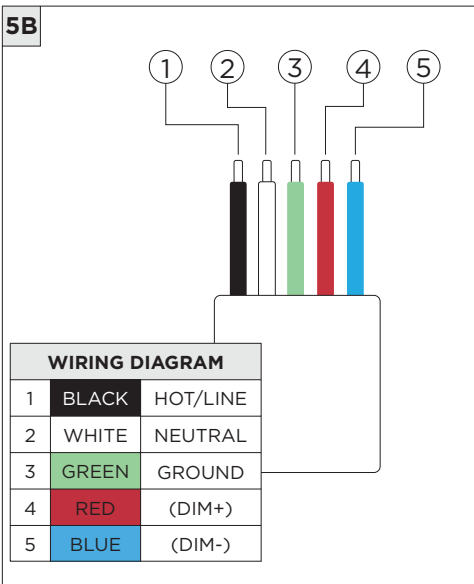 5B
1 2 3 4 5
WIRING DIAGRAM
1 BLACK HOT/LINE
2 WHITE NEUTRAL
3 GREEN GROUND
4 RED (DIM+)
5 BLUE (DIM-)